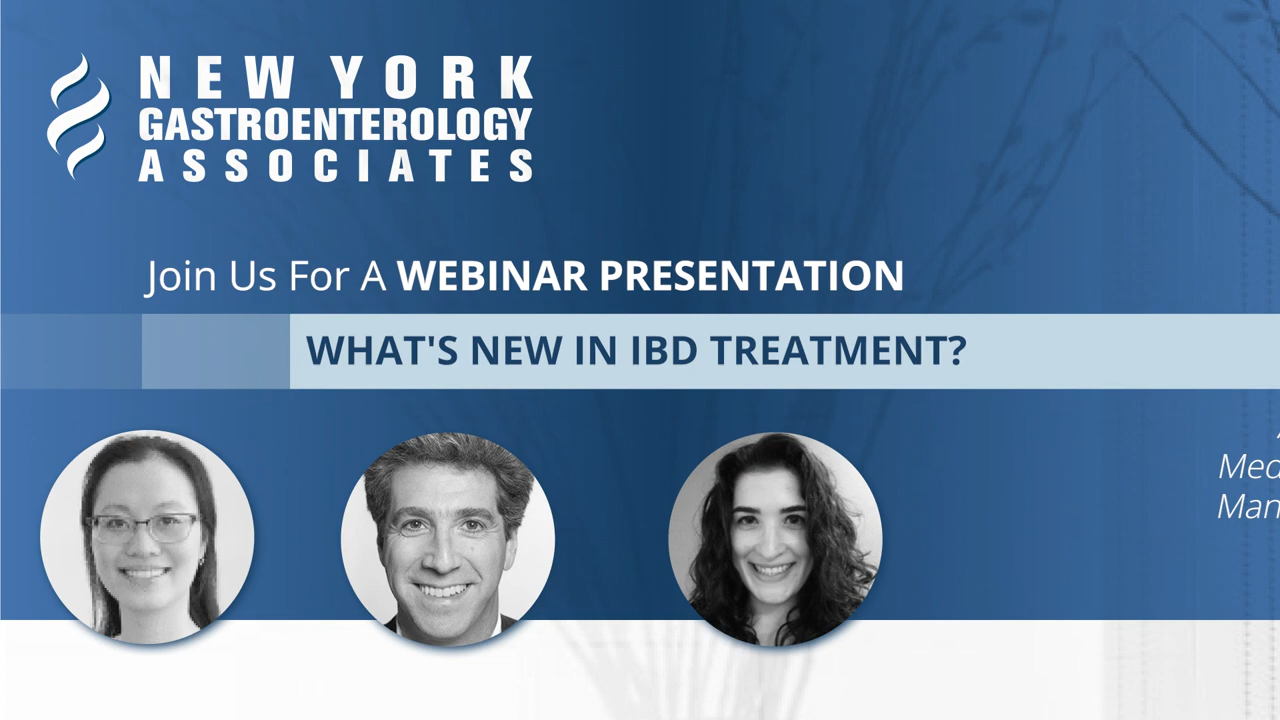 NEW YORK
GASTROENTEROLOGY
ASSOCIATES
Join Us For A WEBINAR PRESENTATION
WHAT'S NEW IN IBD TREATMENT?